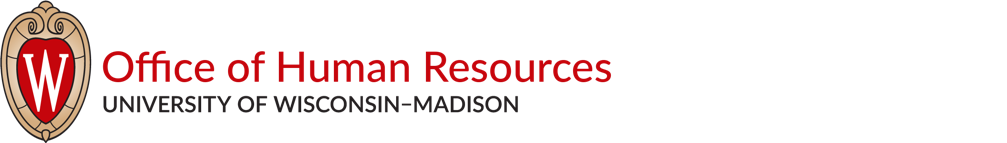 W
Office of Human Resources
UNIVERSITY OF WISCONSIN–MADISON